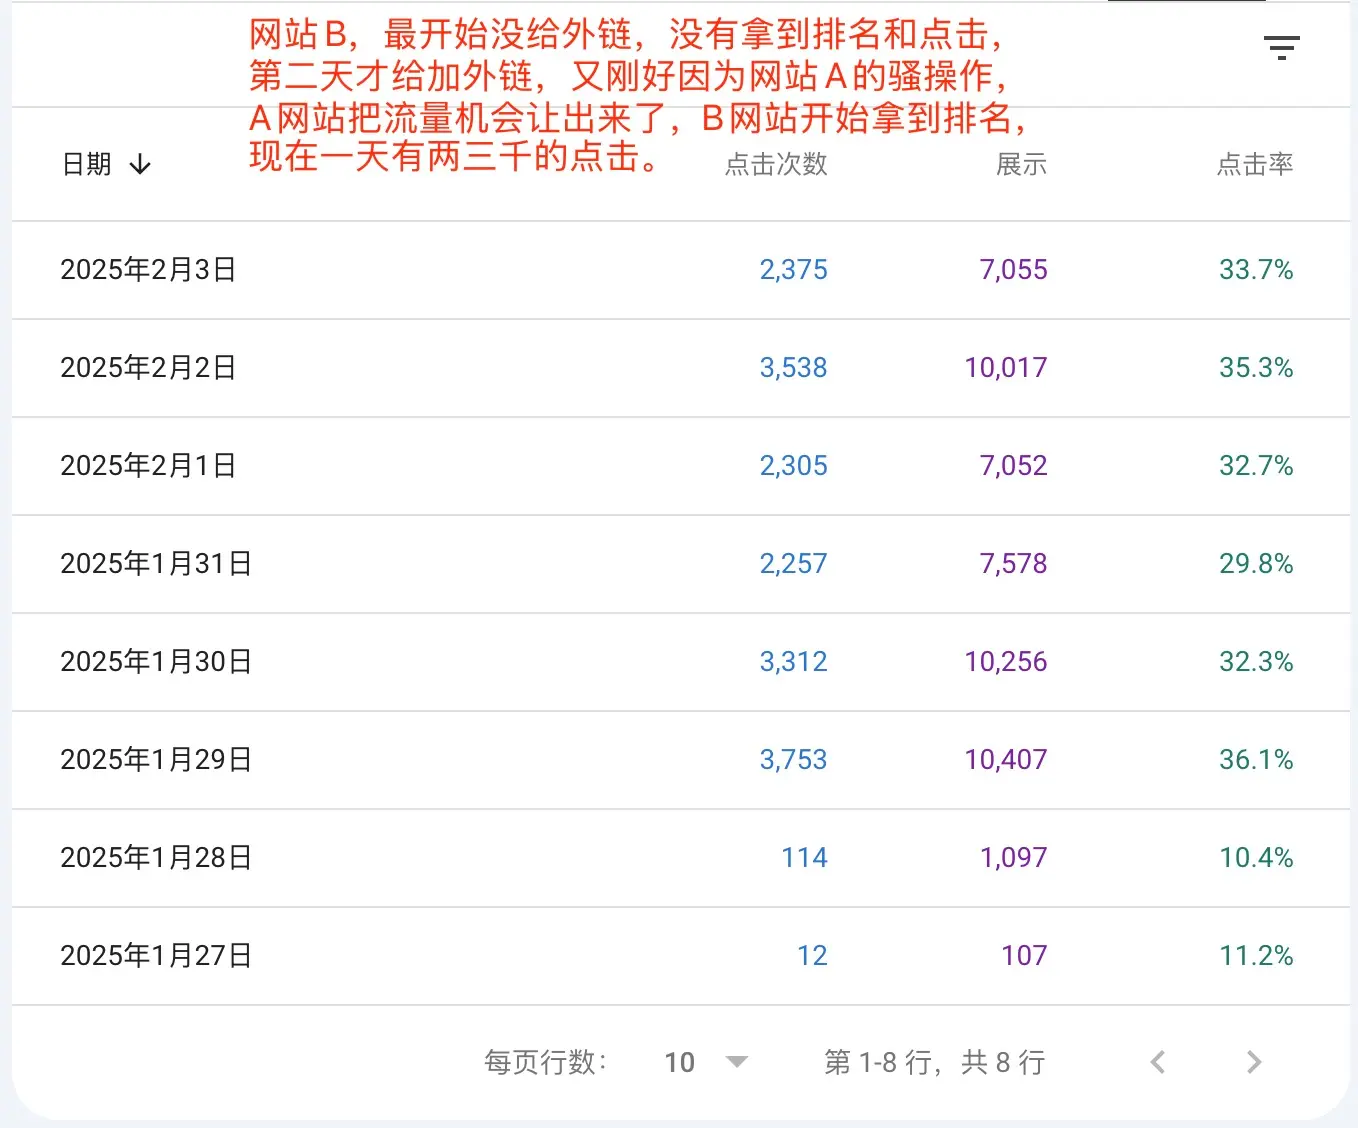 网站B，最开始没给外链，没有拿到排名和点击，
第二天才给加外链，又刚好因为网站A的骚操作，
A网站把流量机会让出来了，B网站开始拿到排名，
现在一天有两三千的点击。
日期 点击次数 展示 点击率
2025年2月3日 2,375 7,055 33.7%
2025年2月2日 3,538 10,017 35.3%
2025年2月1日 2,305 7,052 32.7%
2025年1月31日 2,257 7,578 29.8%
2025年1月30日 3,312 10,256 32.3%
2025年1月29日 3,753 10,407 36.1%
2025年1月28日 114 1,097 10.4%
2025年1月27日 12 107 11.2%
每页行数： 10 第 1-8 行，共 8 行